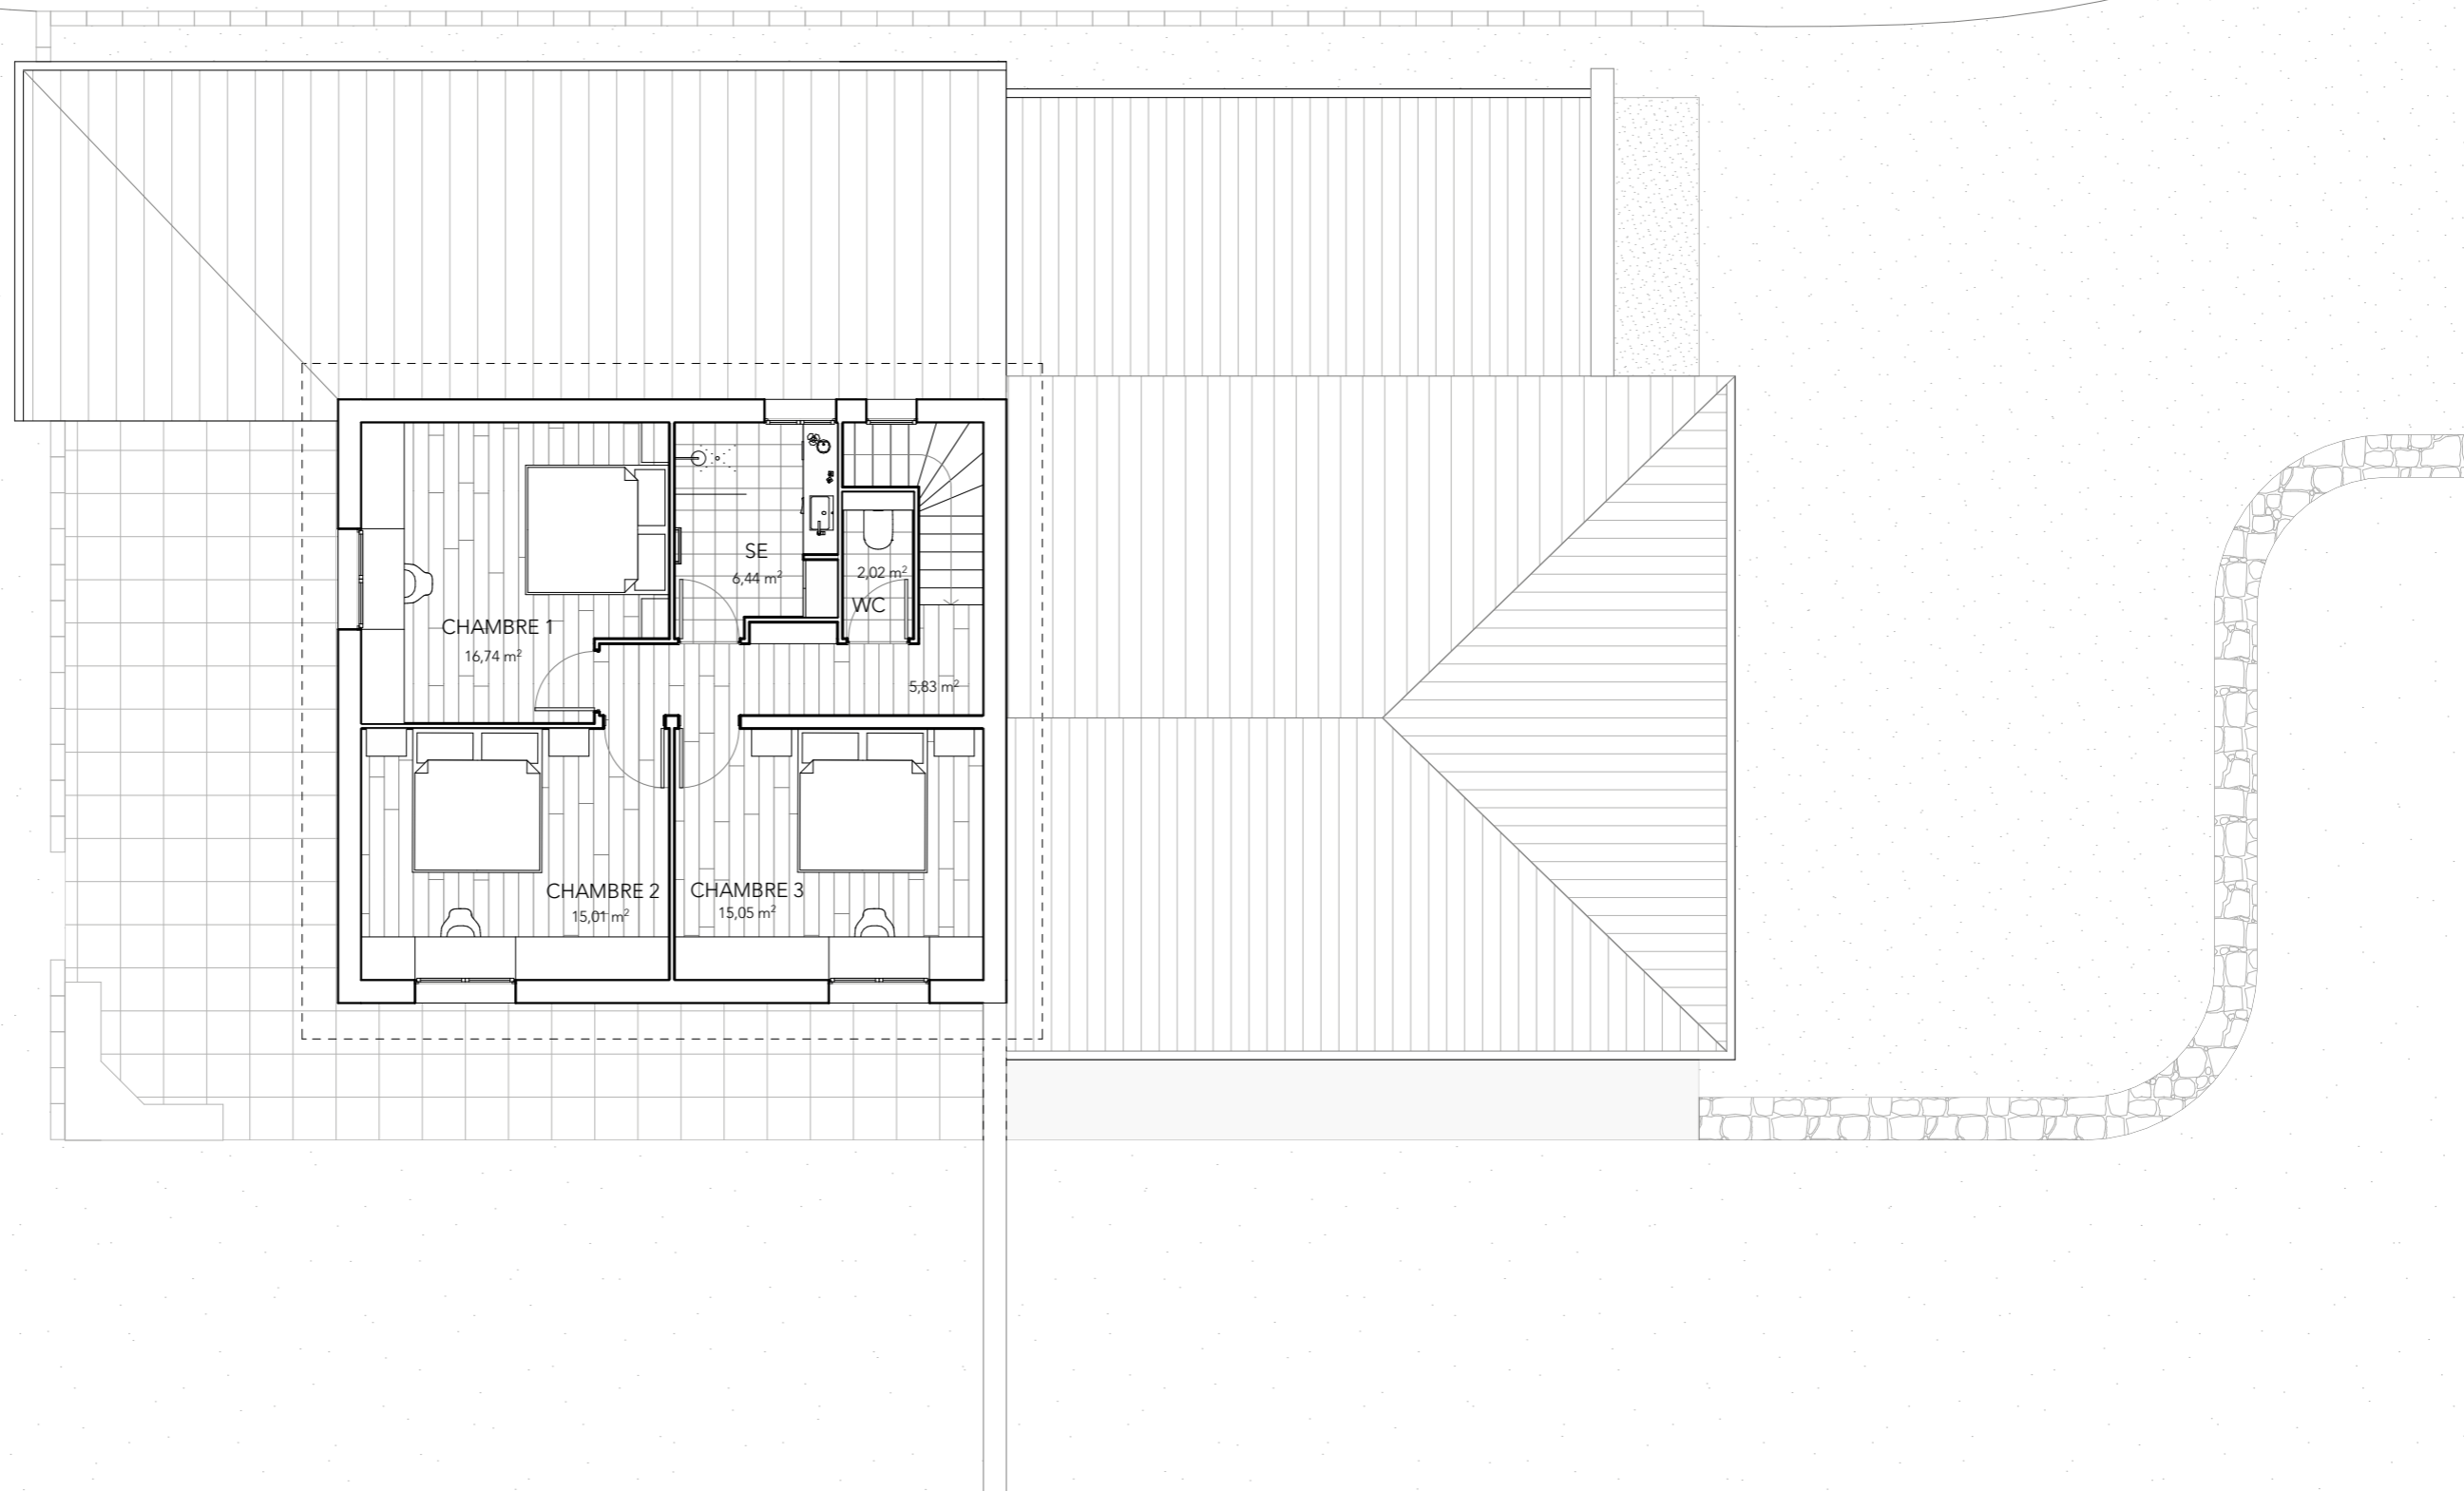 SE
6,44 m²
2,02 m²
WC
CHAMBRE 1
16,74 m²
5,83 m²
CHAMBRE 2
15,01 m²
CHAMBRE 3
15,05 m²